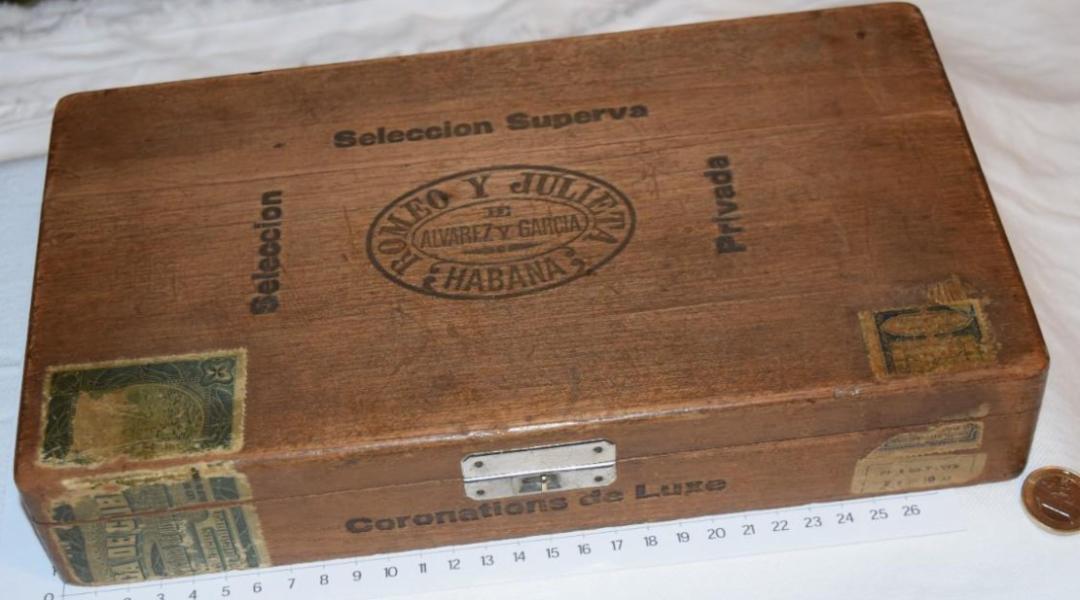 Seleccion Superva
Seleccion
ROMEO Y JULIETA
DE
ALVAREZ Y GARCIA
HABANA
Privada
Coronations de Luxe
0 2 3 4 5 6 7 8 9 10 11 12 13 14 15 16 17 18 19 20 21 22 23 24 25 26